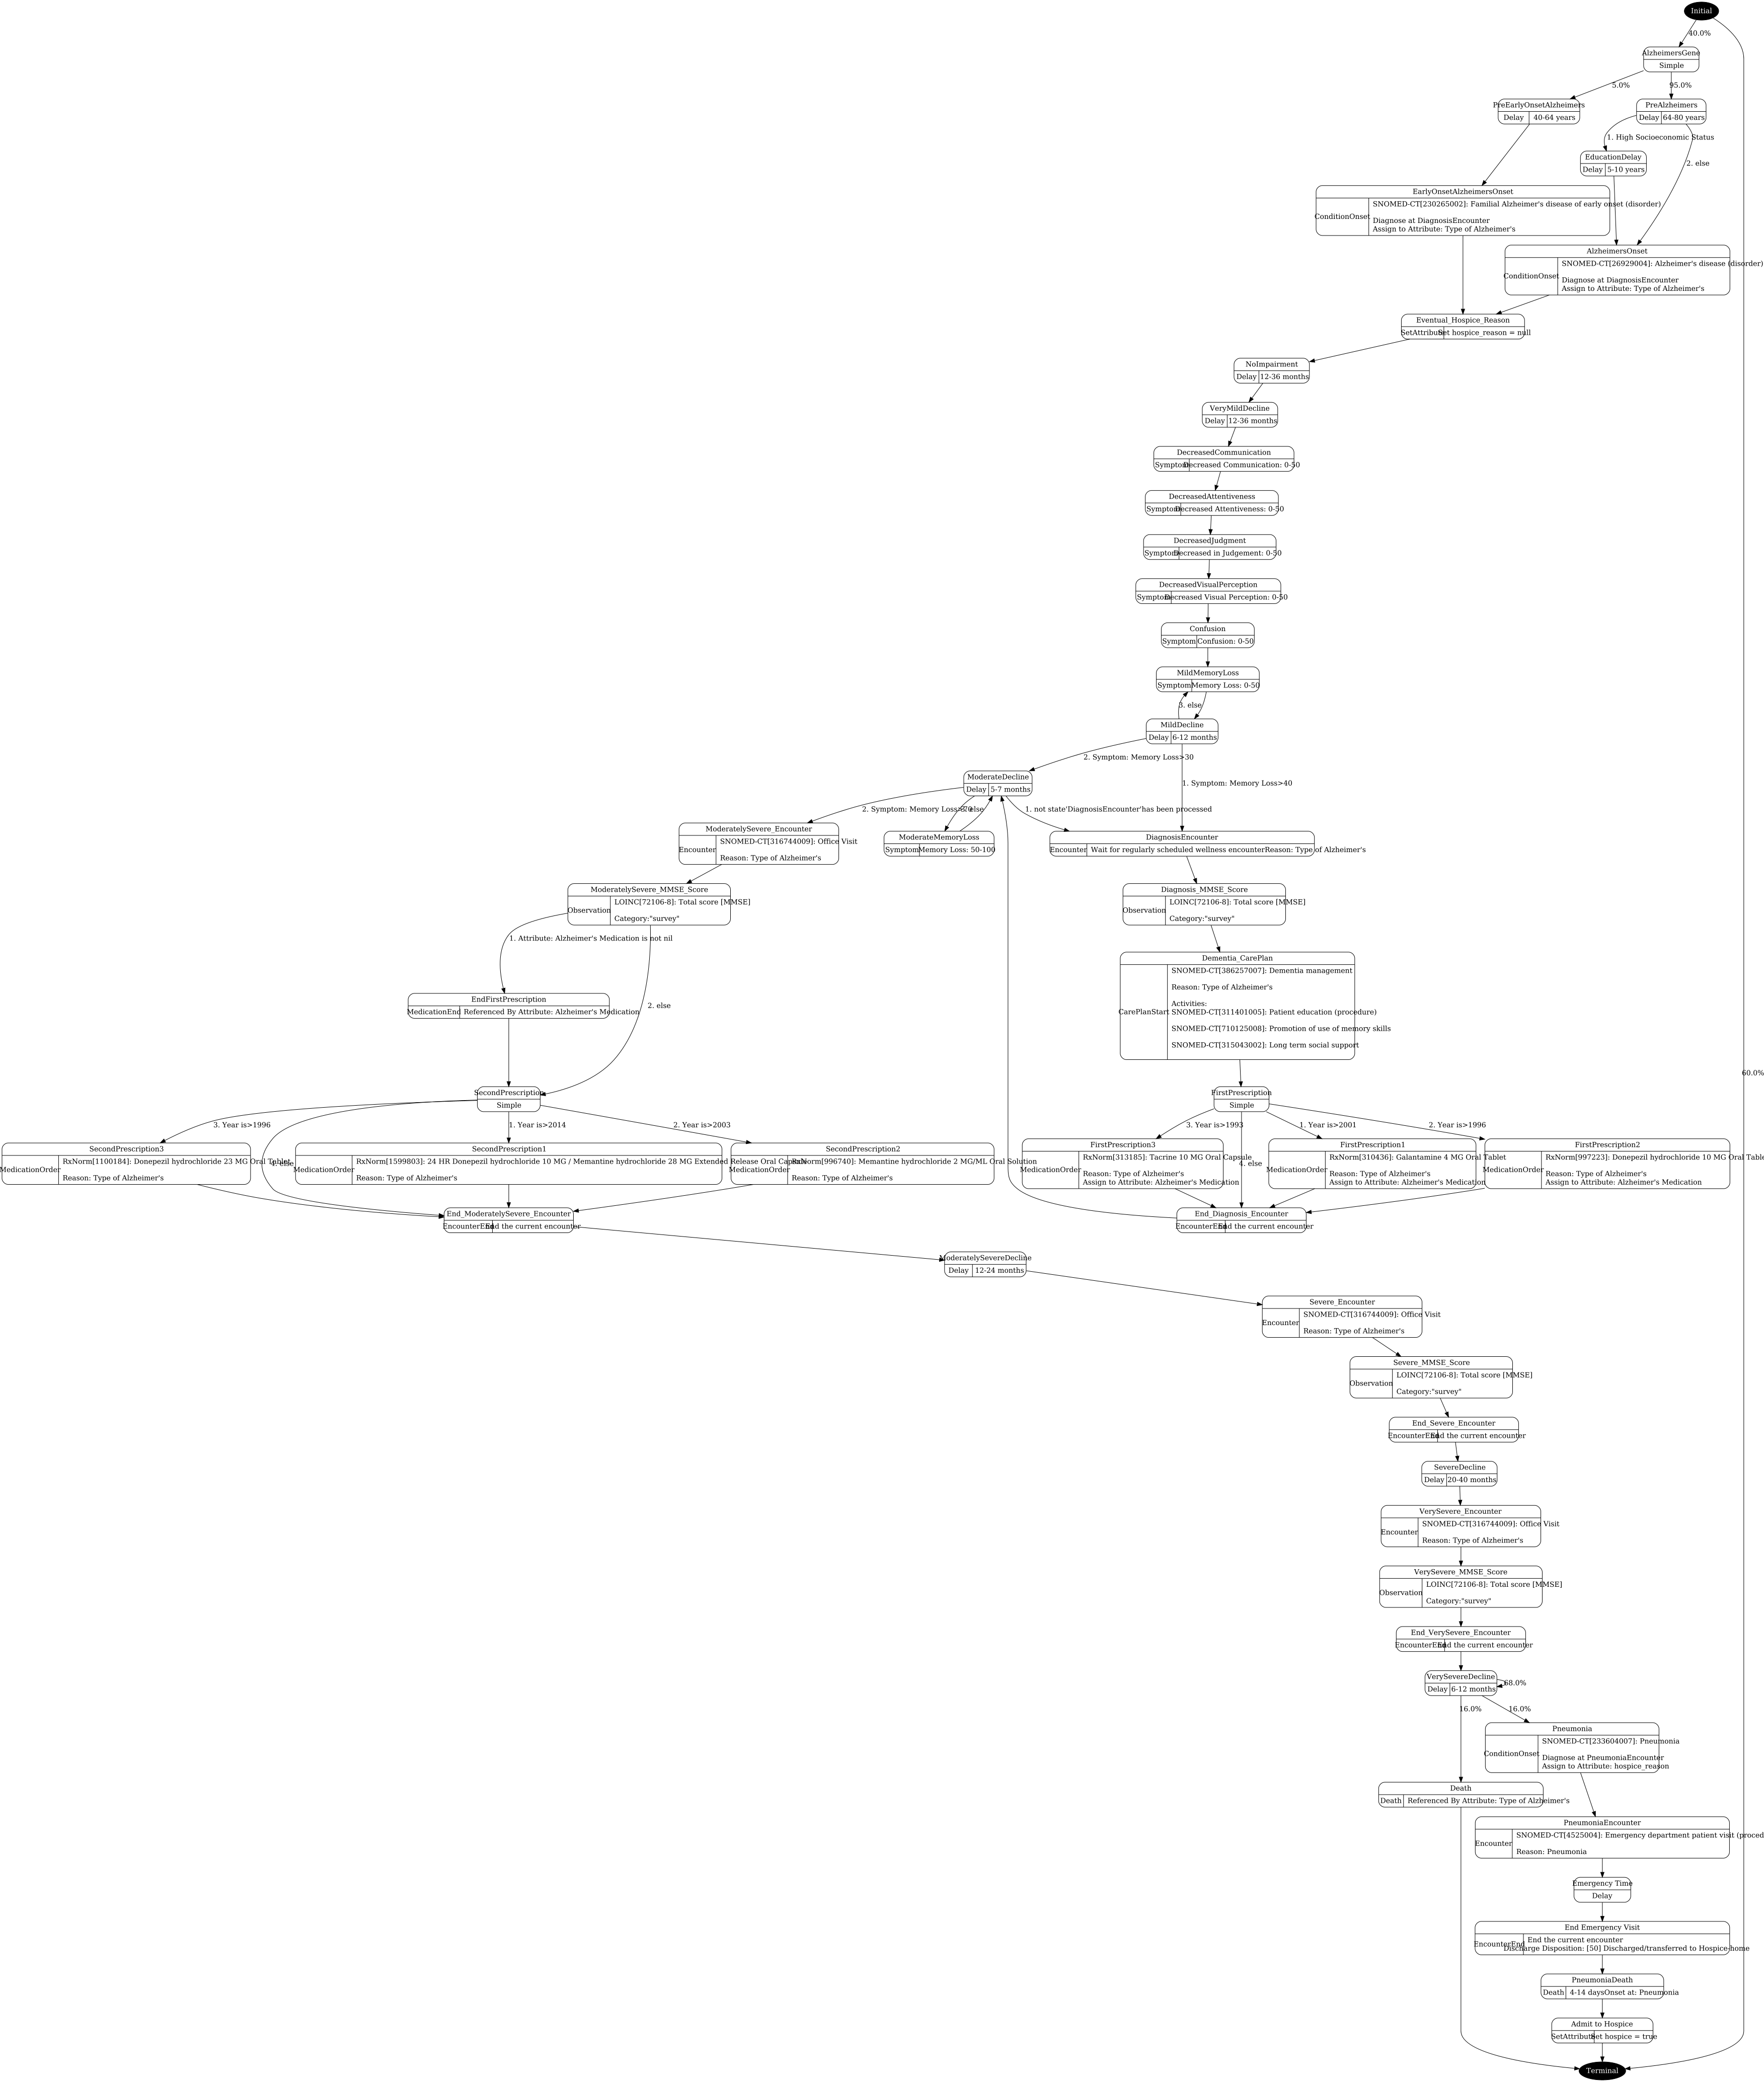 Initial
40.0%
AlzheimersGene
Simple
5.0%
95.0%
PreEarlyOnsetAlzheimers
Delay 40-64 years
PreAlzheimers
Delay 64-80 years
1. High Socioeconomic Status
EducationDelay
Delay 5-10 years
2. else
EarlyOnsetAlzheimersOnset
ConditionOnset
SNOMED-CT[230265002]: Familial Alzheimer's disease of early onset (disorder)
Diagnose at DiagnosisEncounter
Assign to Attribute: Type of Alzheimer's
AlzheimersOnset
ConditionOnset
SNOMED-CT[26929004]: Alzheimer's disease (disorder)
Diagnose at DiagnosisEncounter
Assign to Attribute: Type of Alzheimer's
Eventual_Hospice_Reason
SetAttribute Set hospice_reason = null
NoImpairment
Delay 12-36 months
VeryMildDecline
Delay 12-36 months
DecreasedCommunication
Symptom Decreased Communication: 0-50
DecreasedAttentiveness
Symptom Decreased Attentiveness: 0-50
DecreasedJudgment
Symptom Decreased in Judgement: 0-50
DecreasedVisualPerception
Symptom Decreased Visual Perception: 0-50
Confusion
Symptom Confusion: 0-50
MildMemoryLoss
Symptom Memory Loss: 0-50
3. else
MildDecline
Delay 6-12 months
2. Symptom: Memory Loss>30
1. Symptom: Memory Loss>40
ModerateDecline
Delay 5-7 months
2. Symptom: Memory Loss>70
3. else
1. not state'DiagnosisEncounter'has been processed
ModeratelySevere_Encounter
Encounter
SNOMED-CT[316744009]: Office Visit
Reason: Type of Alzheimer's
ModerateMemoryLoss
Symptom Memory Loss: 50-100
DiagnosisEncounter
Encounter Wait for regularly scheduled wellness encounterReason: Type of Alzheimer's
ModeratelySevere_MMSE_Score
Observation
LOINC[72106-8]: Total score [MMSE]
Category:"survey"
Diagnosis_MMSE_Score
Observation
LOINC[72106-8]: Total score [MMSE]
Category:"survey"
1. Attribute: Alzheimer's Medication is not nil
2. else
Dementia_CarePlan
CarePlanStart
SNOMED-CT[386257007]: Dementia management
Reason: Type of Alzheimer's
Activities:
SNOMED-CT[311401005]: Patient education (procedure)
SNOMED-CT[710125008]: Promotion of use of memory skills
SNOMED-CT[315043002]: Long term social support
EndFirstPrescription
MedicationEnd Referenced By Attribute: Alzheimer's Medication
60.0%
SecondPrescription
Simple
FirstPrescription
Simple
3. Year is>1996
1. Year is>2014
2. Year is>2003
4. else
3. Year is>1993
1. Year is>2001
2. Year is>1996
4. else
SecondPrescription3
MedicationOrder
RxNorm[1100184]: Donepezil hydrochloride 23 MG Oral Tablet
Reason: Type of Alzheimer's
SecondPrescription1
MedicationOrder
RxNorm[1599803]: 24 HR Donepezil hydrochloride 10 MG / Memantine hydrochloride 28 MG Extended Release Oral Capsule
Reason: Type of Alzheimer's
SecondPrescription2
MedicationOrder
RxNorm[996740]: Memantine hydrochloride 2 MG/ML Oral Solution
Reason: Type of Alzheimer's
FirstPrescription3
MedicationOrder
RxNorm[313185]: Tacrine 10 MG Oral Capsule
Reason: Type of Alzheimer's
Assign to Attribute: Alzheimer's Medication
FirstPrescription1
MedicationOrder
RxNorm[310436]: Galantamine 4 MG Oral Tablet
Reason: Type of Alzheimer's
Assign to Attribute: Alzheimer's Medication
FirstPrescription2
MedicationOrder
RxNorm[997223]: Donepezil hydrochloride 10 MG Oral
Reason: Type of Alzheimer's
Assign to Attribute: Alzheimer's Medication
End_ModeratelySevere_Encounter
EncounterEnd End the current encounter
End_Diagnosis_Encounter
EncounterEnd End the current encounter
ModeratelySevereDecline
Delay 12-24 months
Severe_Encounter
Encounter
SNOMED-CT[316744009]: Office Visit
Reason: Type of Alzheimer's
Severe_MMSE_Score
Observation
LOINC[72106-8]: Total score [MMSE]
Category:"survey"
End_Severe_Encounter
EncounterEnd End the current encounter
SevereDecline
Delay 20-40 months
VerySevere_Encounter
Encounter
SNOMED-CT[316744009]: Office Visit
Reason: Type of Alzheimer's
VerySevere_MMSE_Score
Observation
LOINC[72106-8]: Total score [MMSE]
Category:"survey"
End_VerySevere_Encounter
EncounterEnd End the current encounter
VerySevereDecline
Delay 6-12 months
68.0%
16.0%
16.0%
Pneumonia
ConditionOnset
SNOMED-CT[233604007]: Pneumonia
Diagnose at PneumoniaEncounter
Assign to Attribute: hospice_reason
Death
Death Referenced By Attribute: Type of Alzheimer's
PneumoniaEncounter
Encounter
SNOMED-CT[4525004]: Emergency department patient visit
Reason: Pneumonia
Emergency Time
Delay
End Emergency Visit
EncounterEnd
End the current encounter
Discharge Disposition: [50] Discharged/transferred to Hospice-home
PneumoniaDeath
Death 4-14 daysOnset at: Pneumonia
Admit to Hospice
SetAttribute Set hospice = true
Terminal